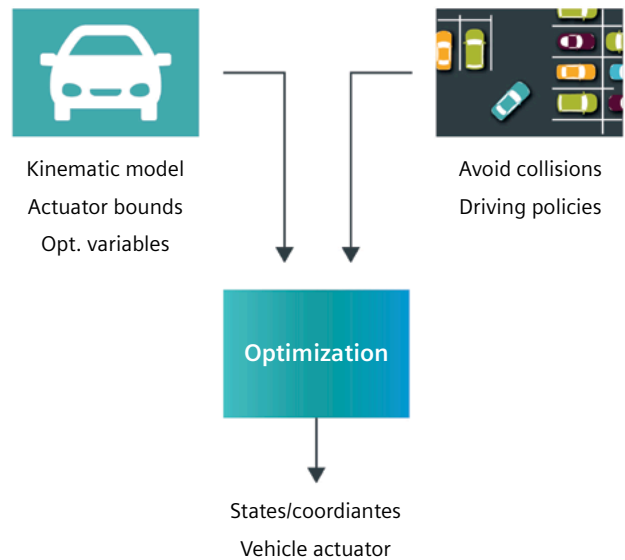 Kinematic model
Actuator bounds
Opt. variables
Avoid collisions
Driving policies
Optimization
States/coordiantes
Vehicle actuator